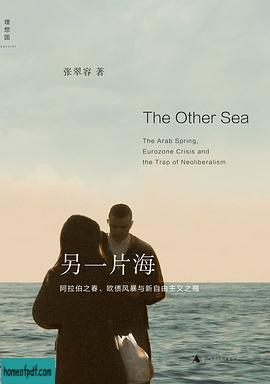 理想国
imaginist
张翠容 著
The Other Sea
The Arab Spring,
Eurozone Crisis and
the Trap of Neoliberalism
另一片海
阿拉伯之春、欧债风暴与新自由主义之殇
homeofpdf.com